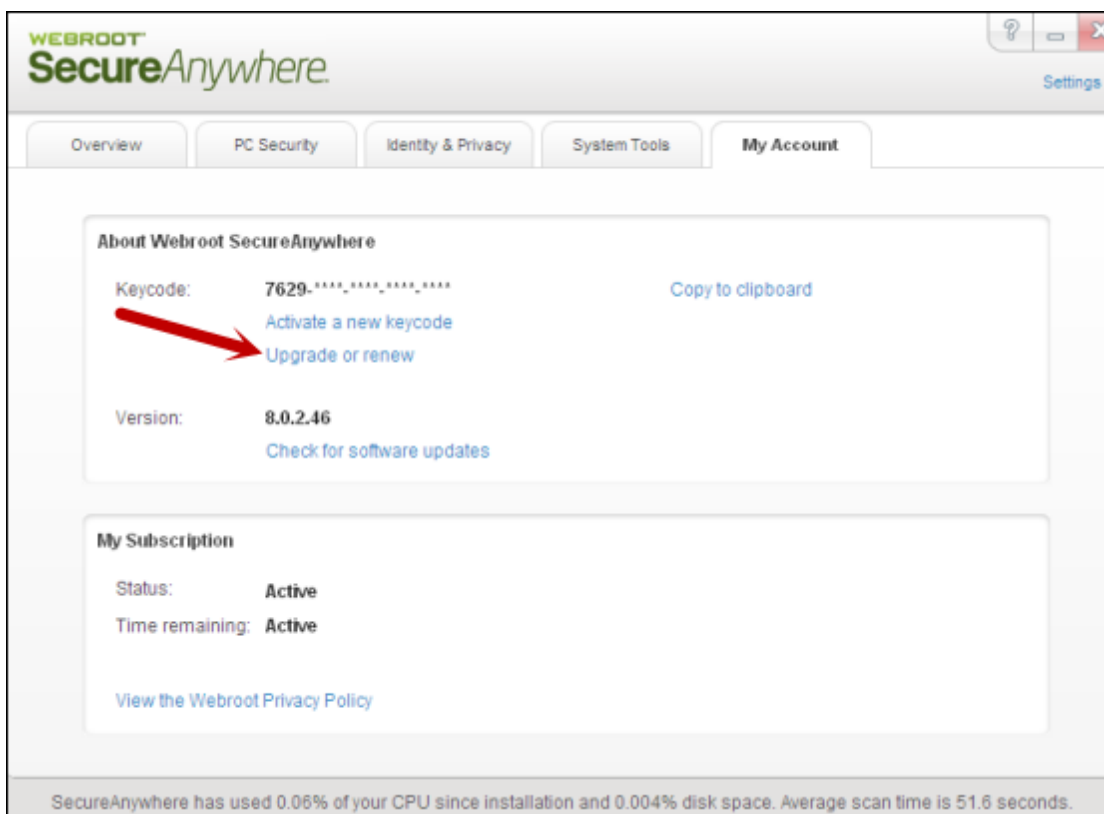 WEBROOT
SecureAnywhere.
Settings
Overview PC Security Identity & Privacy System Tools My Account
About Webroot SecureAnywhere
Keycode: 7629-****-****-****-**** Copy to clipboard
Activate a new keycode
Upgrade or renew
Version: 8.0.2.46
Check for software updates
My Subscription
Status: Active
Time remaining: Active
View the Webroot Privacy Policy
SecureAnywhere has used 0.06% of your CPU since installation and 0.004% disk space. Average scan time is 51.6 seconds.